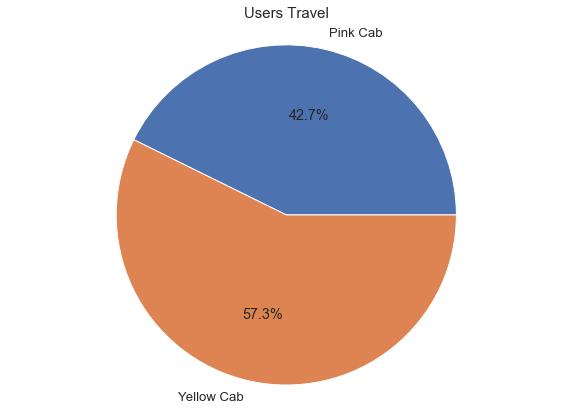 Users Travel
Pink Cab
42.7%
57.3%
Yellow Cab